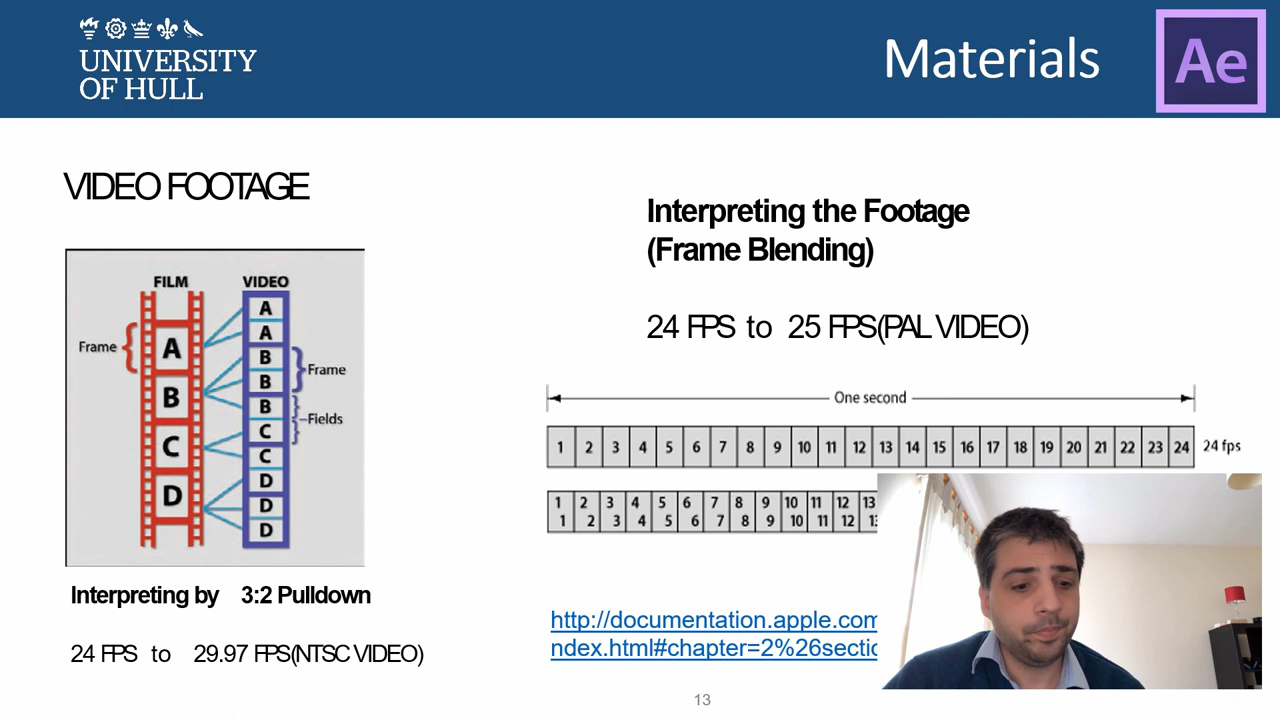 UNIVERSITY
OF HULL
Materials
Ae
VIDEO FOOTAGE
FILM VIDEO
A
A
B
B
B
C
C
D
D
D
A
B
C
D
Frame
Frame
Fields
Interpreting by 3:2 Pulldown
24 FPS to 29.97 FPS(NTSC VIDEO)
Interpreting the Footage
(Frame Blending)
24 FPS to 25 FPS(PAL VIDEO)
One second
1 2 3 4 5 6 7 8 9 10 11 12 13 14 15 16 17 18 19 20 21 22 23 24 24 fps
1 2 3 4 5 6 7 8 9 10 11 12 13
1 2 3 4 5 6 7 8 9 10 11 12
http://documentation.apple.com
ndex.html#chapter=2%26sectio
13